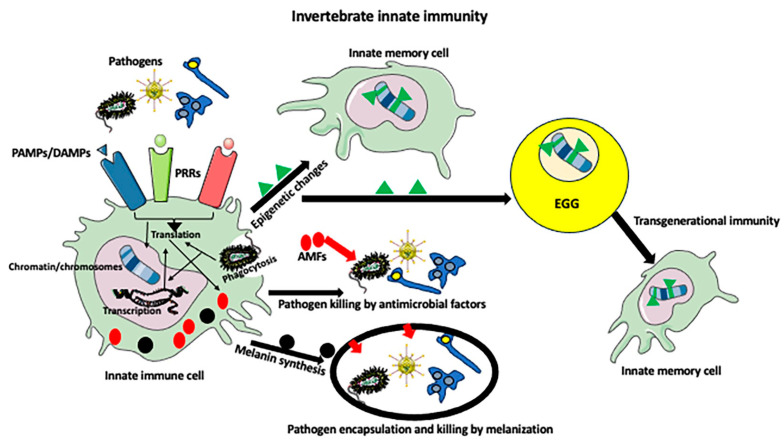 Invertebrate innate immunity
Innate memory cell
Pathogens
PAMPs/DAMPs
PRRs
Epigenetic changes
EGG
Transgenerational immunity
Translation
Phagocytosis
AMFs
Chromatin/chromosomes
Transcription
Pathogen killing by antimicrobial factors
Innate immune cell
Melanin synthesis
Innate memory cell
Pathogen encapsulation and killing by melanization